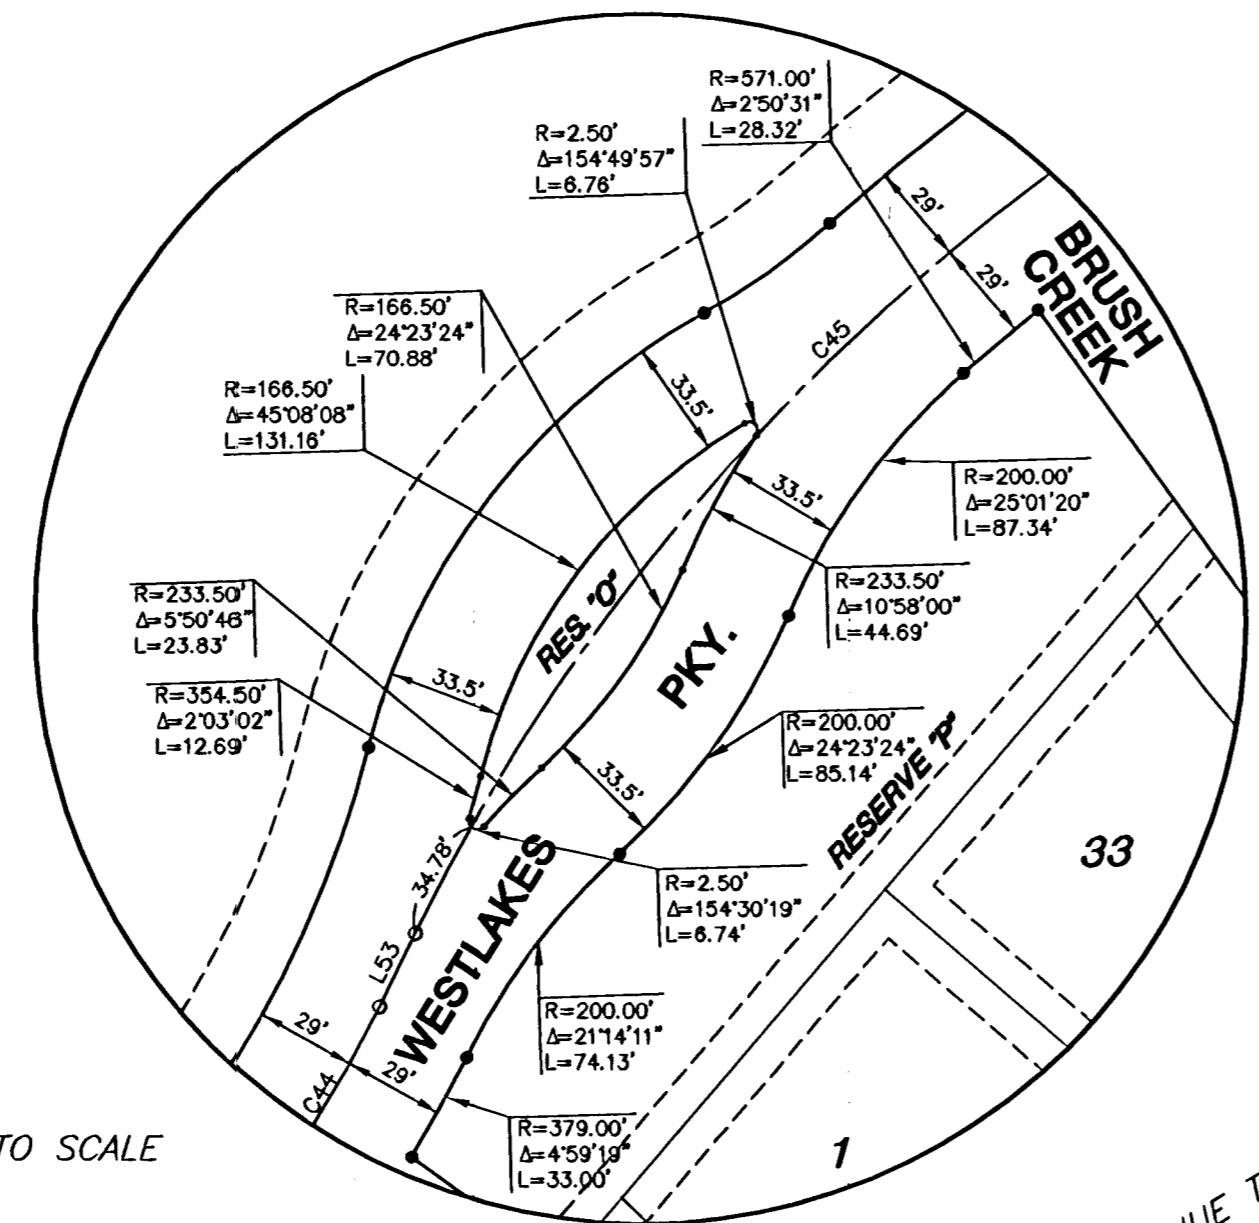 R=571.00'
Δ=2°50'31"
L=28.32'
R=2.50'
Δ=154°49'57"
L=6.76'
29'
29'
BRUSH
CREEK
R=166.50'
Δ=24°23'24"
L=70.88'
C45
33.5'
R=166.50'
Δ=45°08'08"
L=131.16'
33.5'
R=200.00'
Δ=25°01'20"
L=87.34'
R=233.50'
Δ=5°50'46"
L=23.83'
RES. "O"
R=233.50'
Δ=10°58'00"
L=44.69'
PKY.
33.5'
R=354.50'
Δ=2°03'02"
L=12.69'
R=200.00'
Δ=24°23'24"
L=85.14'
33.5'
RESERVE "P"
34.78'
33
WESTLAKES
R=2.50'
Δ=154°30'19"
L=6.74'
L53
R=200.00'
Δ=21°14'11"
L=74.13'
29'
29'
C44
R=379.00'
Δ=4°59'19"
L=33.00'
1
TO SCALE